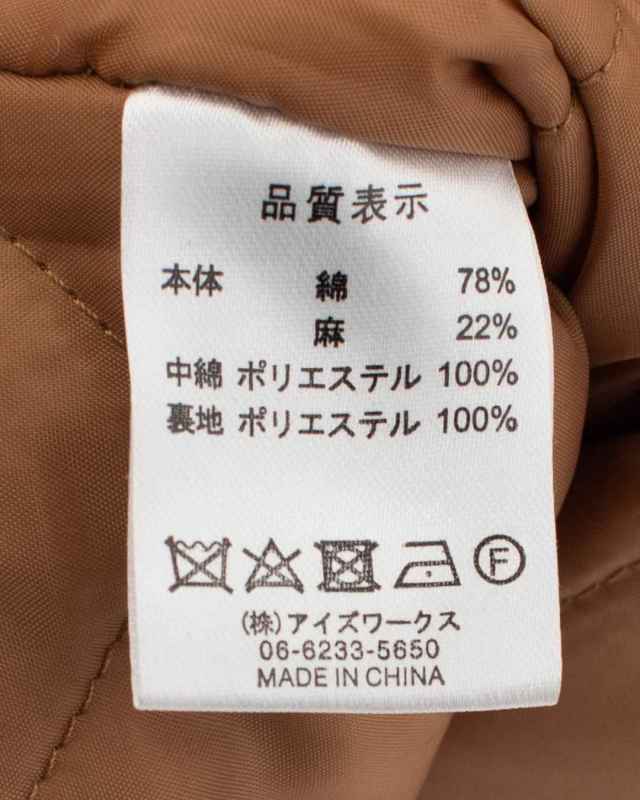 品質表示
本体 綿 78%
麻 22%
中綿 ポリエステル 100%
裏地 ポリエステル 100%
F
(株)アイズワークス
06-6233-5650
MADE IN CHINA